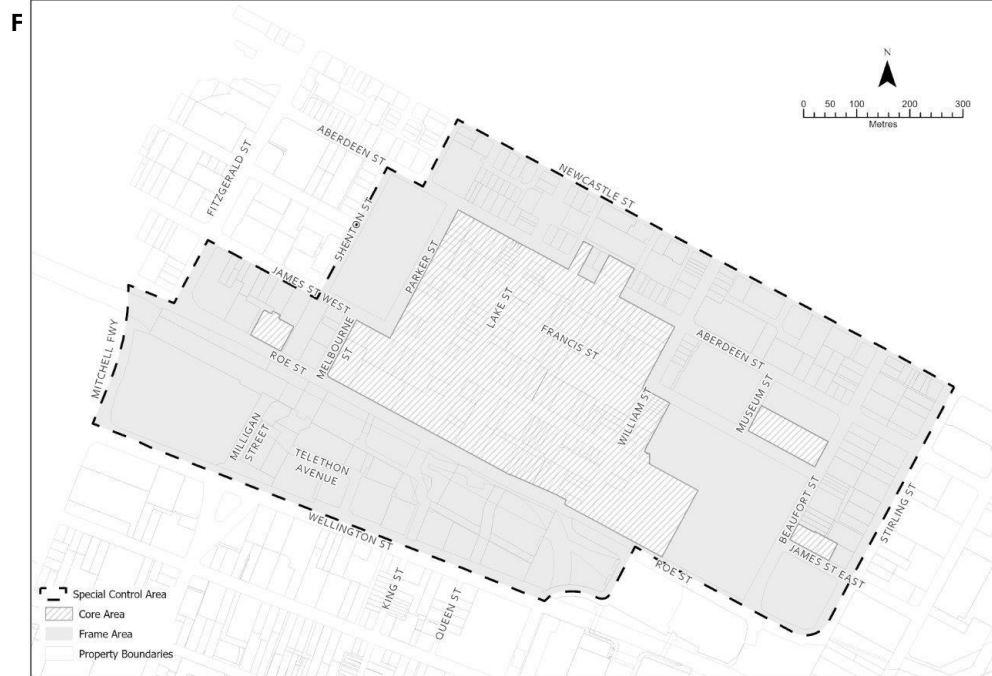 F
N
0 50 100 200 300
Metres
ABERDEEN ST
NEWCASTLE ST
FITZGERALD ST
SHENTON ST
PARKER ST
JAMES ST WEST
LAKE ST
FRANCIS ST
MELBOURNE
ST
ABERDEEN ST
ROE ST
MITCHELL FWY
MUSEUM ST
WILLIAM ST
MILLIGAN
STREET
TELETHON
AVENUE
BEAUFORT ST
STIRLING ST
WELLINGTON ST
JAMES ST EAST
ROE ST
KING ST
QUEEN ST
Special Control Area
Core Area
Frame Area
Property Boundaries